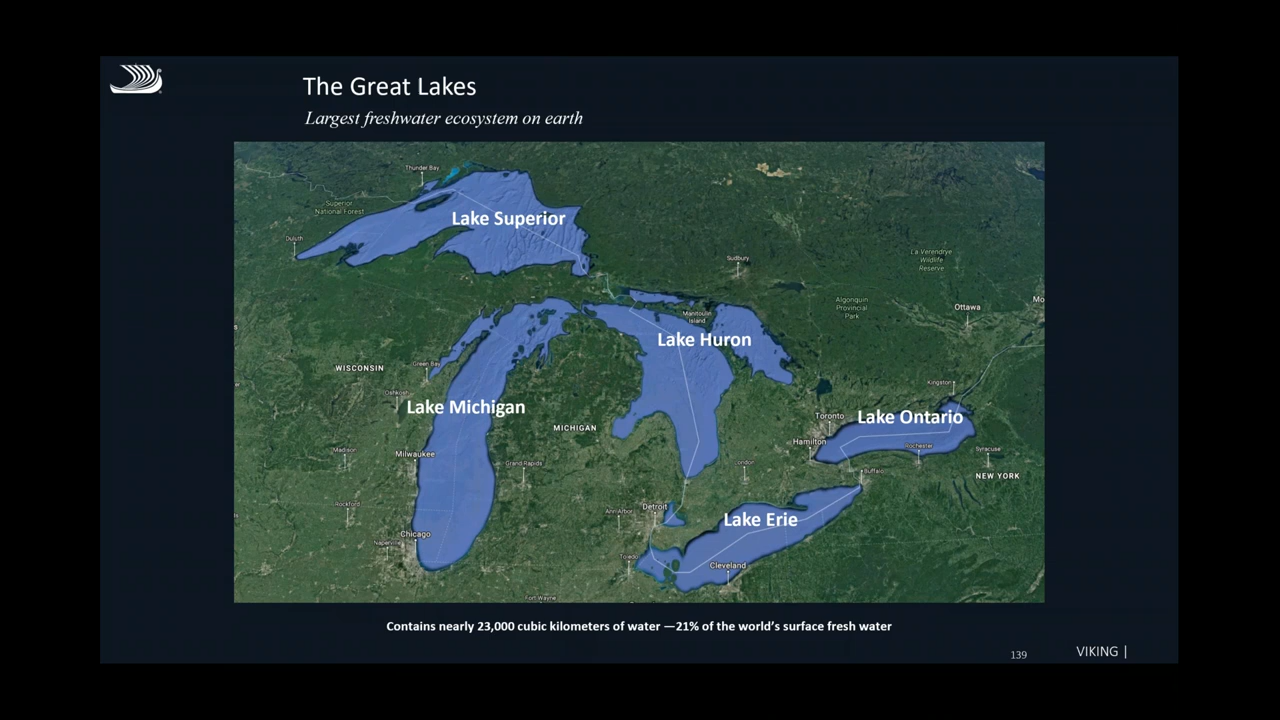 The Great Lakes
Largest freshwater ecosystem on earth
Thunder Bay
Superior
National Forest
Lake Superior
Duluth
Sudbury
La Verendrye
Wildlife
Reserve
Algonquin
Provincial
Park
Ottawa
Mo
Manitoulin
Island
Lake Huron
WISCONSIN
Green Bay
Oshkosh
Kingston
Lake Michigan
MICHIGAN
Toronto
Lake Ontario
Hamilton
Rochester
Syracuse
Madison
Milwaukee
Grand Rapids
London
Buffalo
NEW YORK
Rockford
Ann Arbor
Detroit
Lake Erie
Chicago
Naperville
Toledo
Cleveland
Fort Wayne
Contains nearly 23,000 cubic kilometers of water —21% of the world's surface fresh water
139
VIKING |